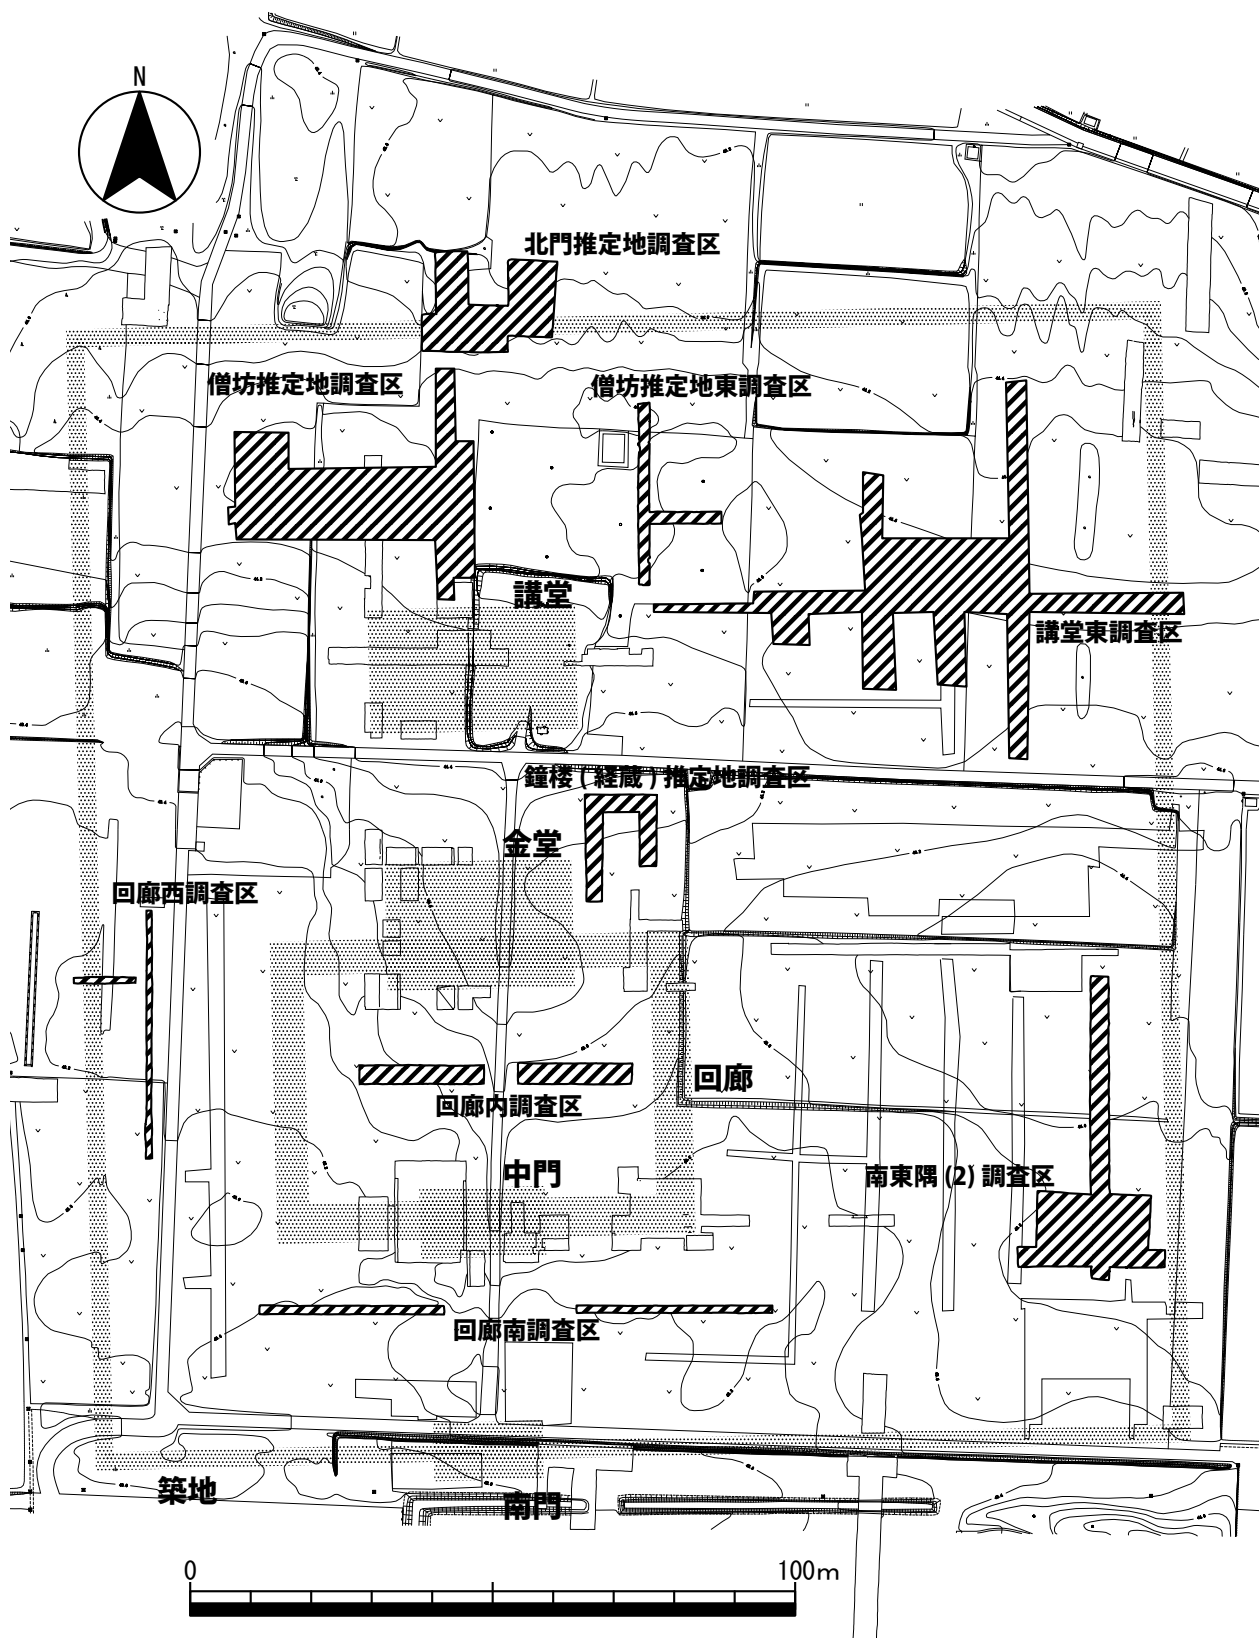 N
北門推定地調査区
僧坊推定地調査区
僧坊推定地東調査区
講堂
講堂東調査区
鐘楼(経蔵)推定地調査区
金堂
回廊西調査区
回廊
回廊内調査区
中門
南東隅(2)調査区
回廊南調査区
築地
南門
0
100m